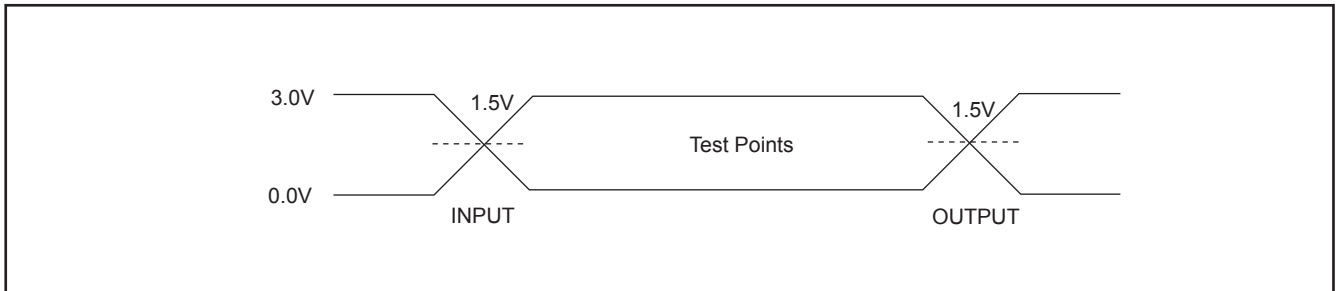 3.0V
1.5V
1.5V
Test Points
0.0V
INPUT
OUTPUT